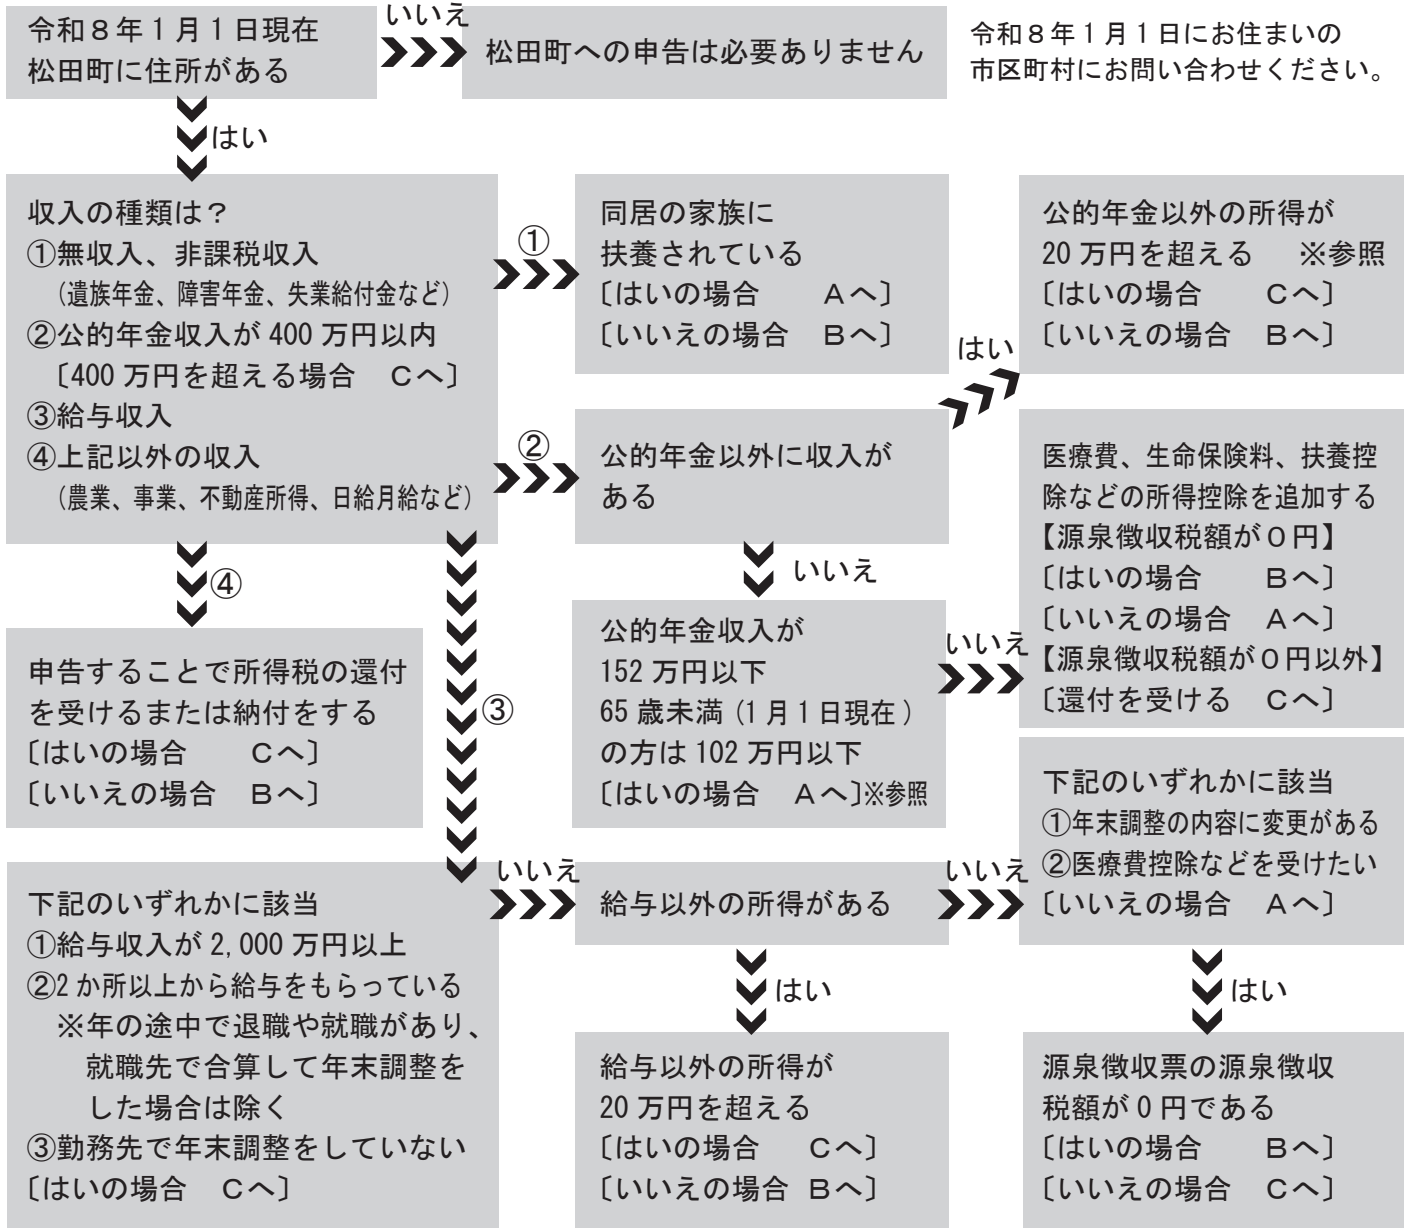 令和８年１月１日現在
松田町に住所がある
いいえ
松田町への申告は必要ありません
令和８年１月１日にお住まいの
市区町村にお問い合わせください。
はい
収入の種類は？
①無収入、非課税収入
（遺族年金、障害年金、失業給付金など）
②公的年金収入が 400 万円以内
〔400 万円を超える場合　Ｃへ〕
③給与収入
④上記以外の収入
（農業、事業、不動産所得、日給月給など）
①
同居の家族に
扶養されている
〔はいの場合　　Ａへ〕
〔いいえの場合　Ｂへ〕
公的年金以外の所得が
20 万円を超える　※参照
〔はいの場合　　Ｃへ〕
〔いいえの場合　Ｂへ〕
はい
②
公的年金以外に収入が
ある
いいえ
医療費、生命保険料、扶養控
除などの所得控除を追加する
【源泉徴収税額が０円】
〔はいの場合　　Ｂへ〕
〔いいえの場合　Ａへ〕
【源泉徴収税額が０円以外】
〔還付を受ける　Ｃへ〕
④
③
申告することで所得税の還付
を受けるまたは納付をする
〔はいの場合　　Ｃへ〕
〔いいえの場合　Ｂへ〕
公的年金収入が
152 万円以下
65 歳未満（1 月 1 日現在）
の方は 102 万円以下
〔はいの場合　Ａへ〕※参照
いいえ
下記のいずれかに該当
①給与収入が 2,000 万円以上
②2 か所以上から給与をもらっている
※年の途中で退職や就職があり、
就職先で合算して年末調整を
した場合は除く
③勤務先で年末調整をしていない
〔はいの場合　Ｃへ〕
いいえ
給与以外の所得がある
いいえ
下記のいずれかに該当
①年末調整の内容に変更がある
②医療費控除などを受けたい
〔いいえの場合　Ａへ〕
はい
給与以外の所得が
20 万円を超える
〔はいの場合　　Ｃへ〕
〔いいえの場合 Ｂへ〕
はい
源泉徴収票の源泉徴収
税額が 0 円である
〔はいの場合　　Ｂへ〕
〔いいえの場合　Ｃへ〕